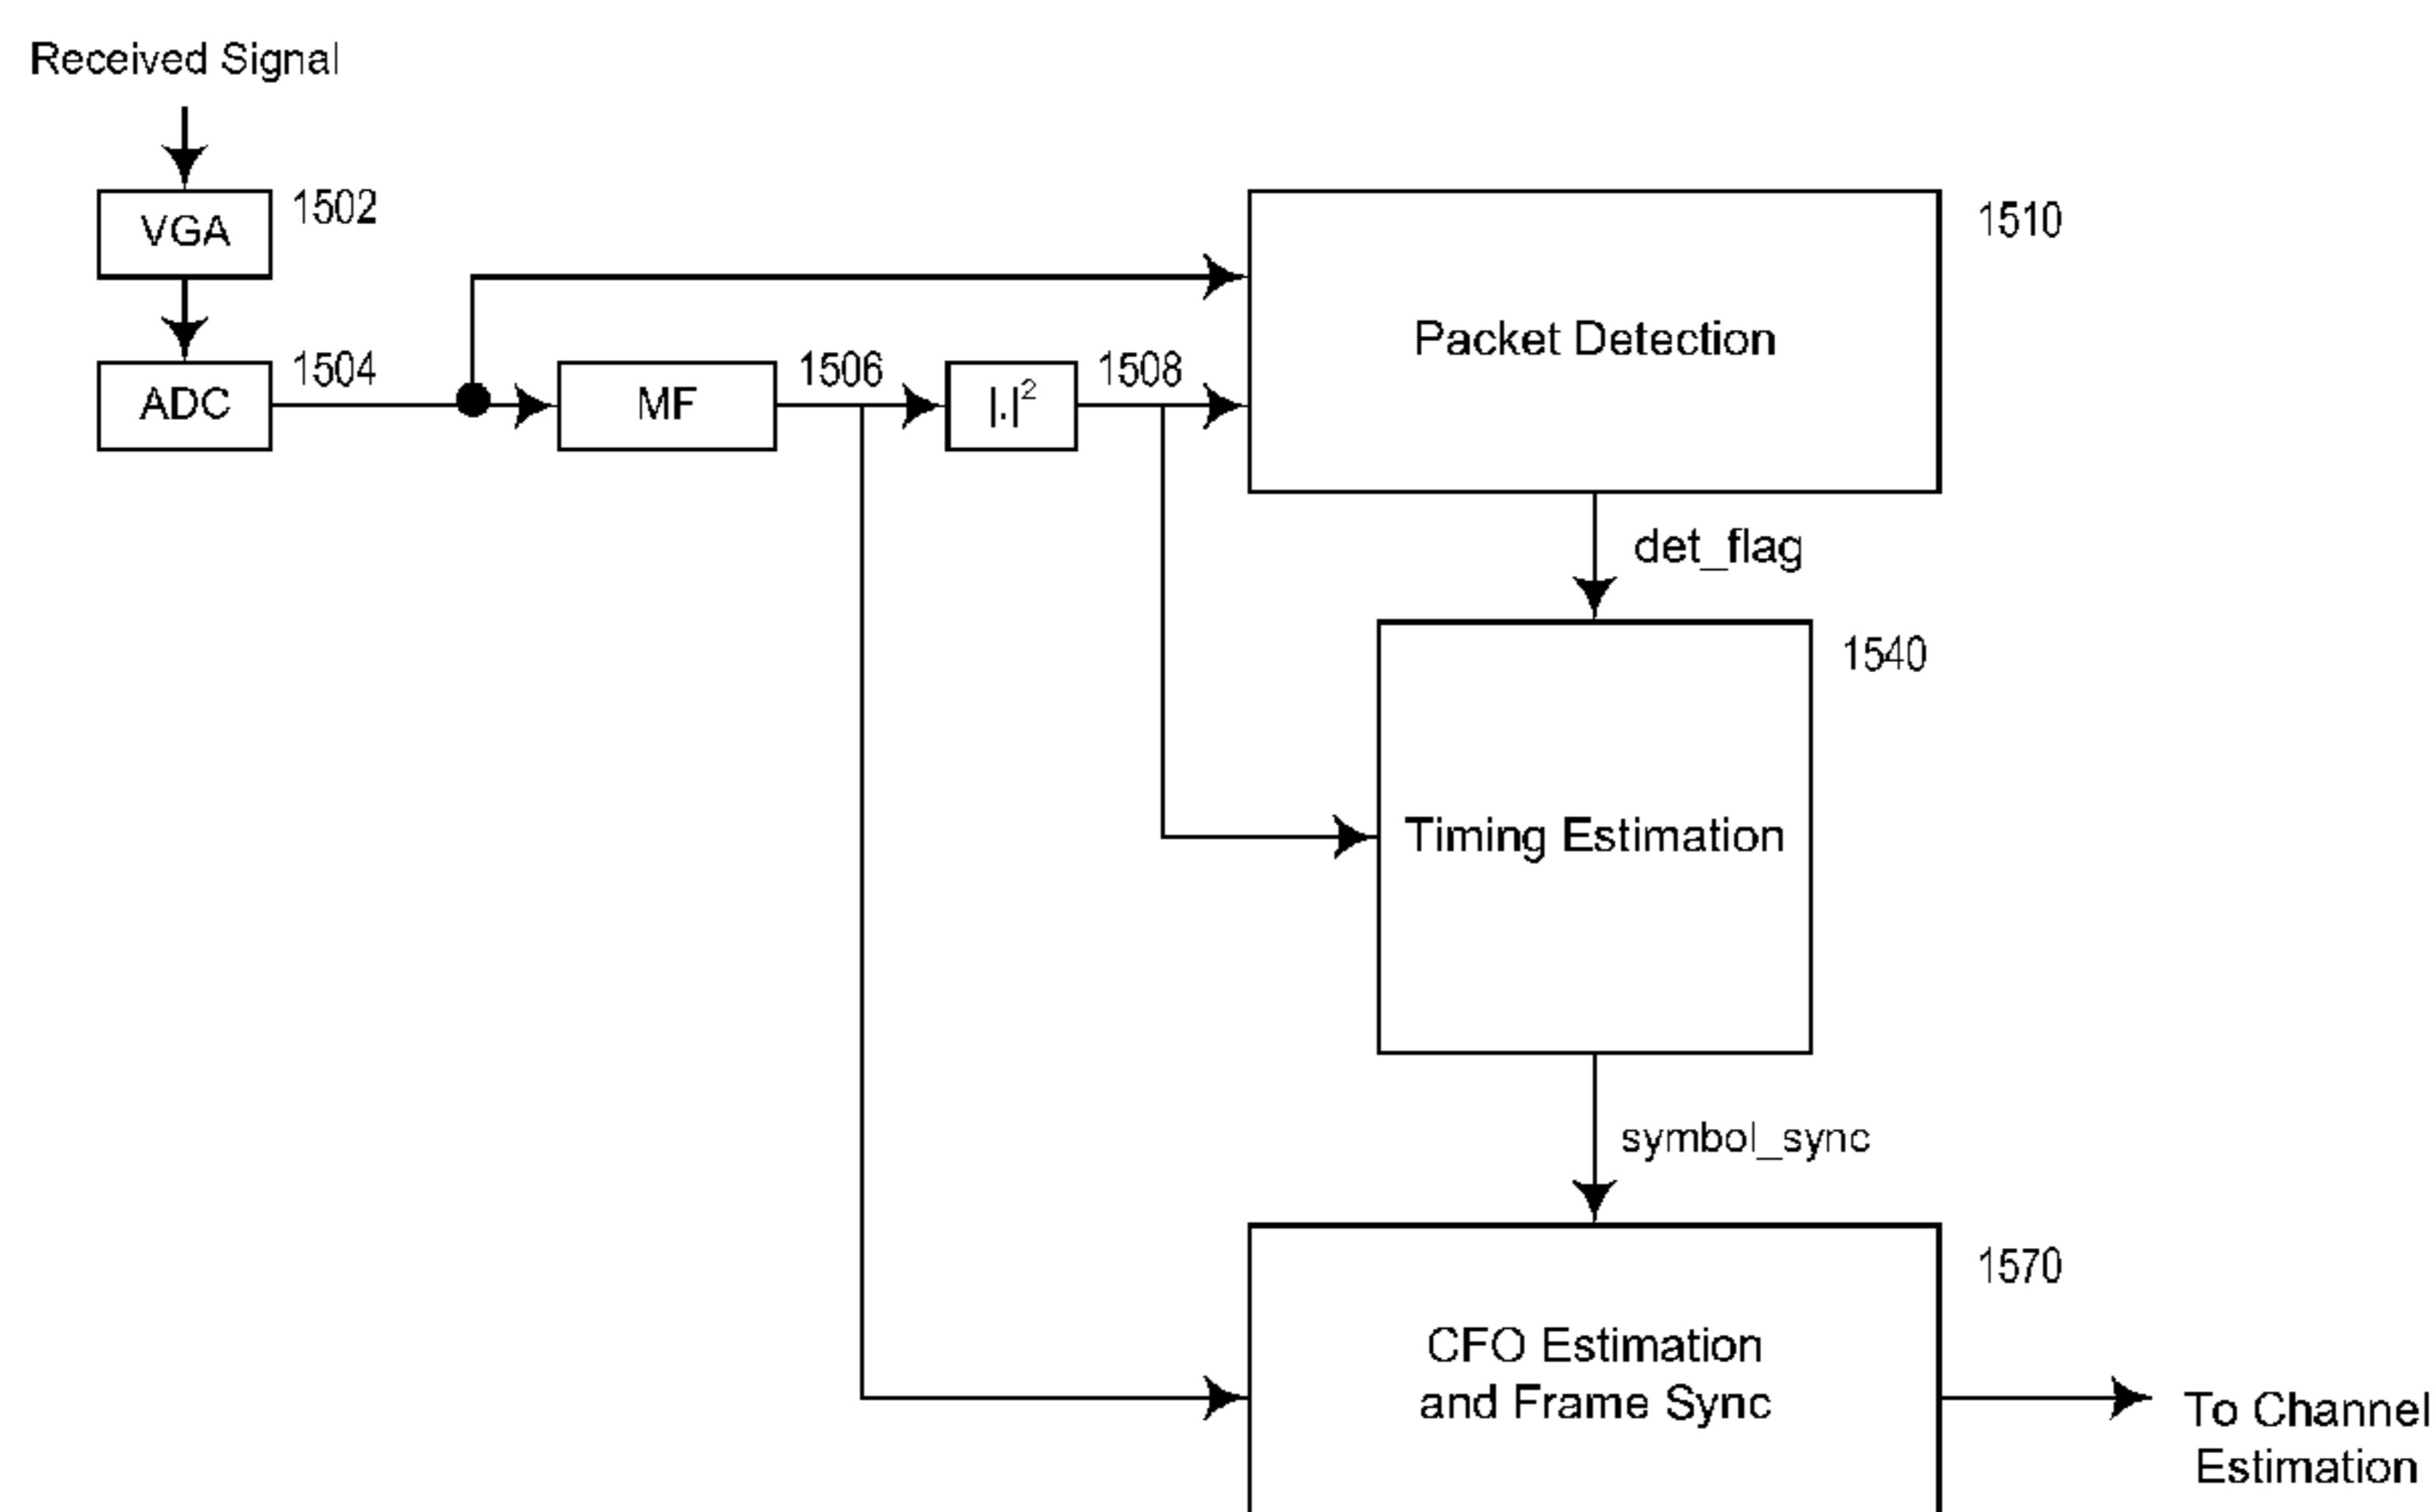 Received Signal
VGA
1502
1510
Packet Detection
ADC
1504
MF
1506
|.|²
1508
det_flag
1540
Timing Estimation
symbol_sync
1570
CFO Estimation
and Frame Sync
To Channel
Estimation